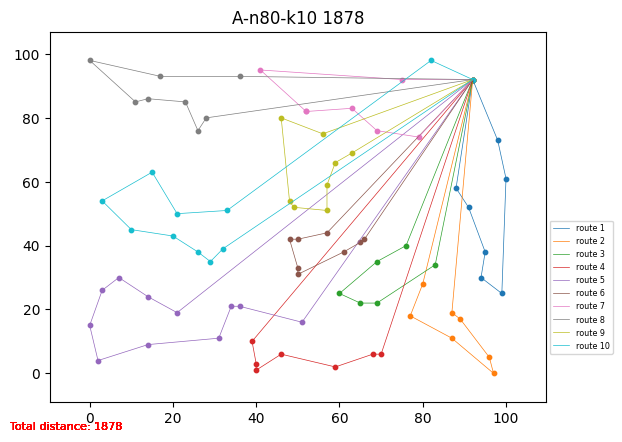 A-n80-k10 1878
100
80
60
40
20
0
0 20 40 60 80 100
route 1
route 2
route 3
route 4
route 5
route 6
route 7
route 8
route 9
route 10
Total distance: 1878